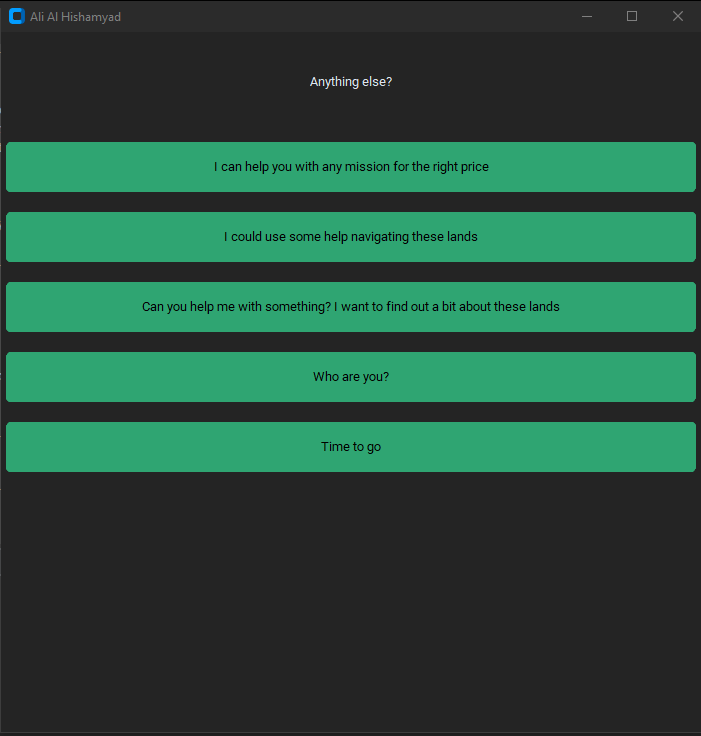 Ali Al Hishamyad
Anything else?
I can help you with any mission for the right price
I could use some help navigating these lands
Can you help me with something? I want to find out a bit about these lands
Who are you?
Time to go